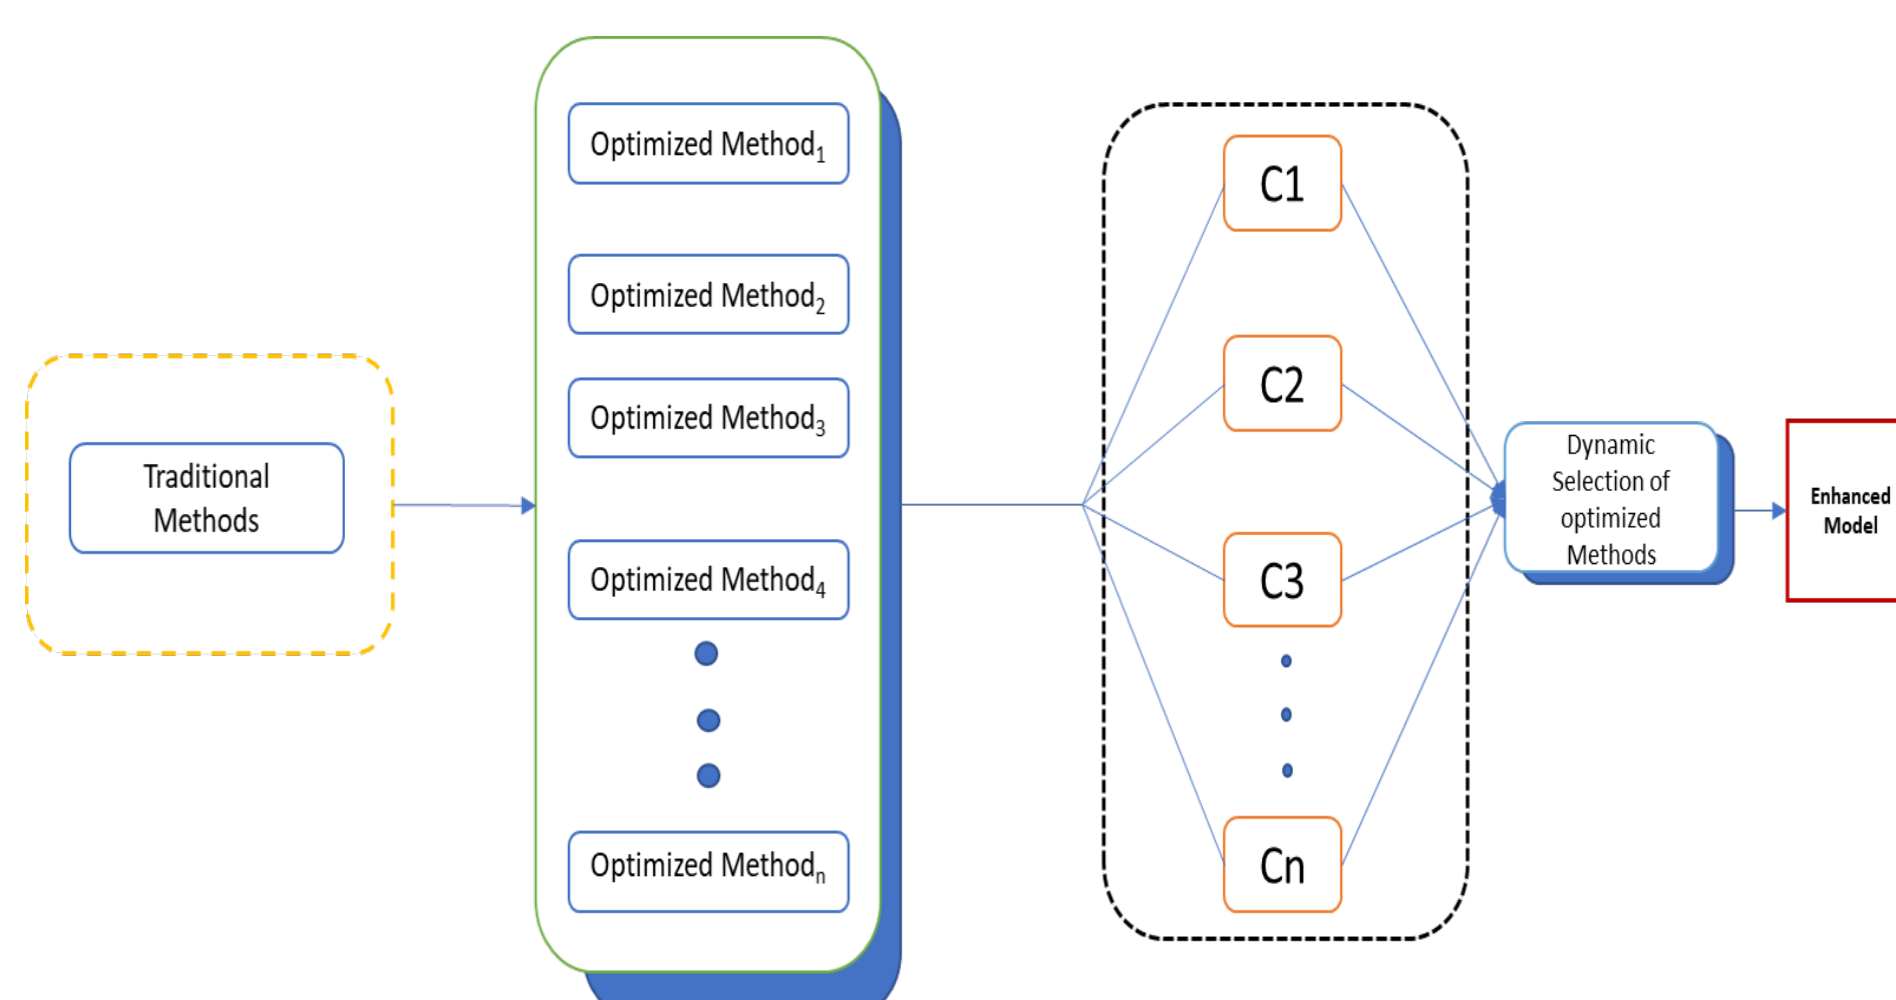 Traditional
Methods
Optimized Method₁
Optimized Method₂
Optimized Method₃
Optimized Method₄
Optimized Methodₙ
C1
C2
C3
Cn
Dynamic
Selection of
optimized
Methods
Enhanced
Model